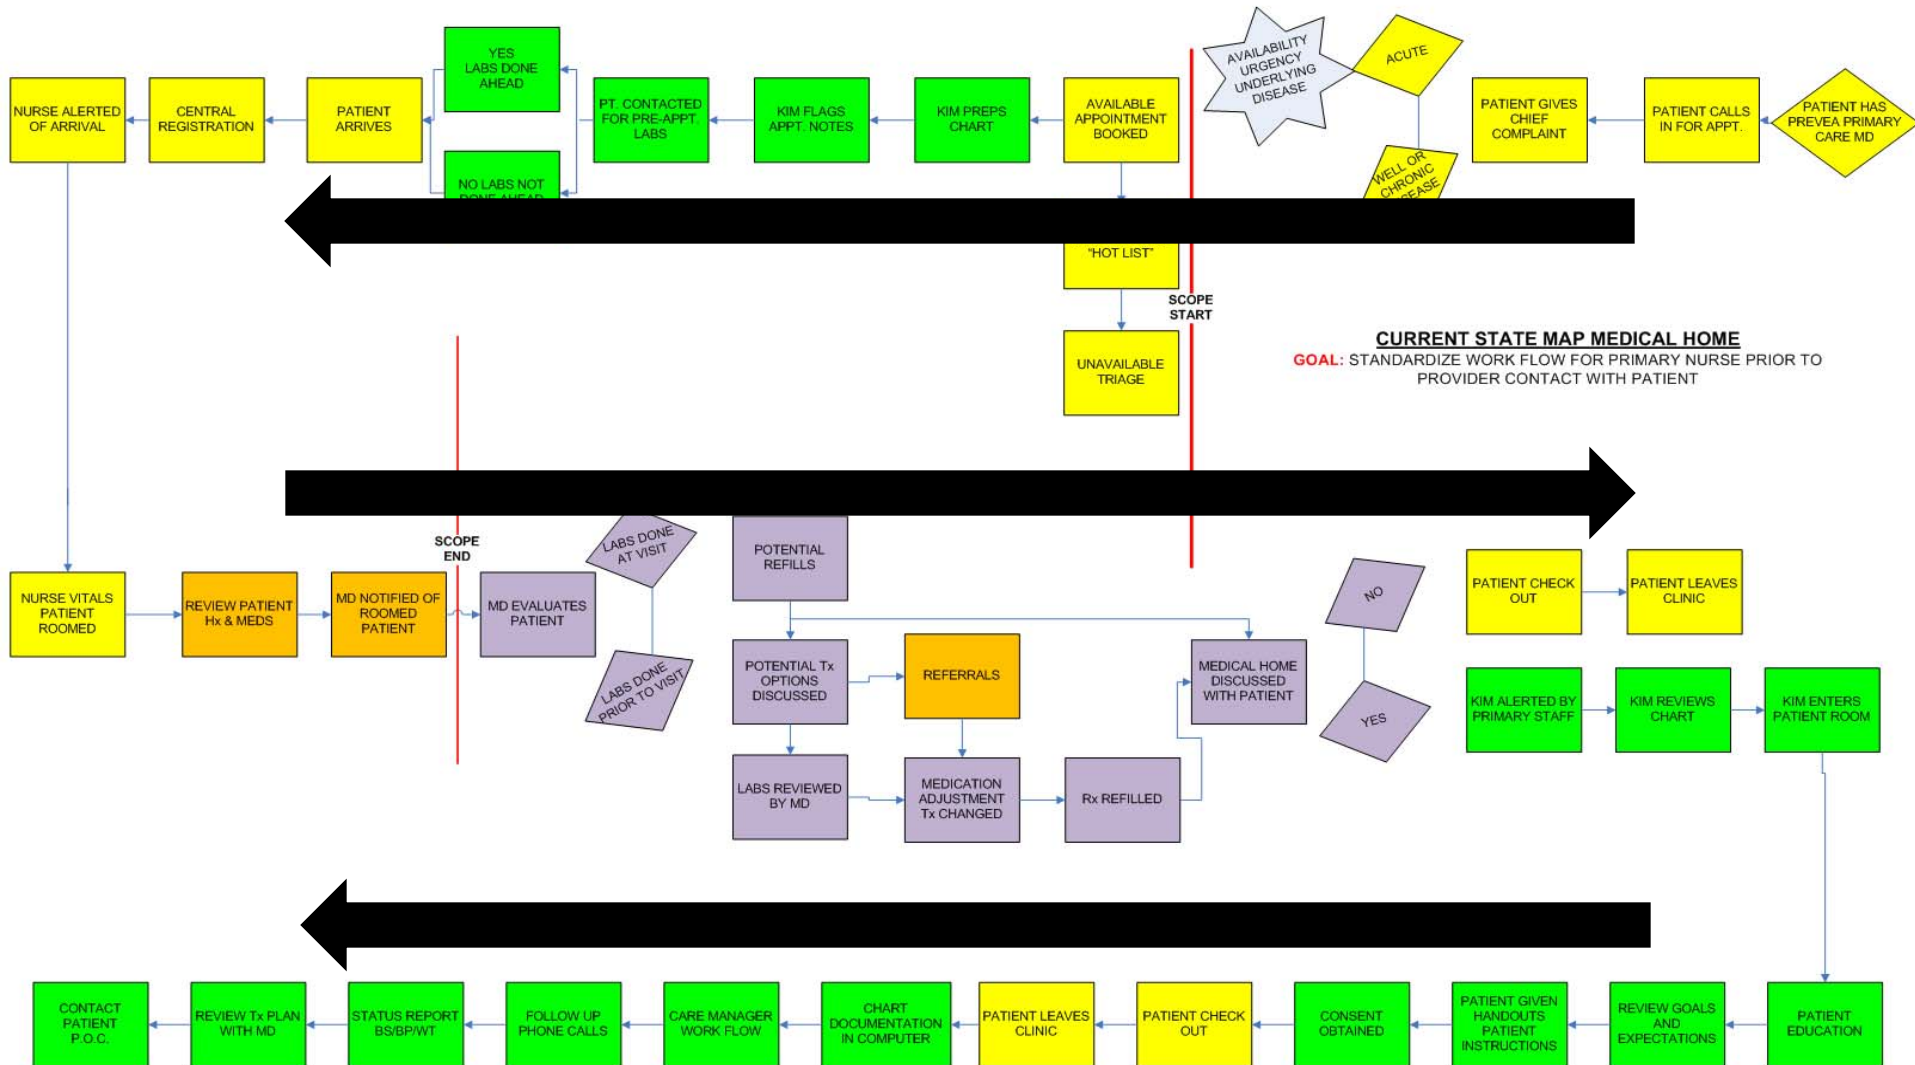 YES
LABS DONE
AHEAD
NURSE ALERTED
OF ARRIVAL
CENTRAL
REGISTRATION
PATIENT
ARRIVES
PT. CONTACTED
FOR PRE-APPT.
LABS
KIM FLAGS
APPT. NOTES
KIM PREPS
CHART
AVAILABLE
APPOINTMENT
BOOKED
AVAILABILITY
URGENCY
UNDERLYING
DISEASE
ACUTE
PATIENT GIVES
CHIEF
COMPLAINT
PATIENT CALLS
IN FOR APPT.
PATIENT HAS
PREVEA PRIMARY
CARE MD
NO LABS NOT
DONE AHEAD
WELL OR
CHRONIC
DISEASE
"HOT LIST"
SCOPE
START
UNAVAILABLE
TRIAGE
CURRENT STATE MAP MEDICAL HOME
GOAL: STANDARDIZE WORK FLOW FOR PRIMARY NURSE PRIOR TO
PROVIDER CONTACT WITH PATIENT
SCOPE
END
NURSE VITALS
PATIENT
ROOMED
REVIEW PATIENT
Hx & MEDS
MD NOTIFIED OF
ROOMED
PATIENT
MD EVALUATES
PATIENT
LABS DONE
AT VISIT
LABS DONE
PRIOR TO VISIT
POTENTIAL
REFILLS
POTENTIAL Tx
OPTIONS
DISCUSSED
REFERRALS
MEDICAL HOME
DISCUSSED
WITH PATIENT
LABS REVIEWED
BY MD
MEDICATION
ADJUSTMENT
Tx CHANGED
Rx REFILLED
NO
YES
PATIENT CHECK
OUT
PATIENT LEAVES
CLINIC
KIM ALERTED BY
PRIMARY STAFF
KIM REVIEWS
CHART
KIM ENTERS
PATIENT ROOM
CONTACT
PATIENT
P.O.C.
REVIEW Tx PLAN
WITH MD
STATUS REPORT
BS/BP/WT
FOLLOW UP
PHONE CALLS
CARE MANAGER
WORK FLOW
CHART
DOCUMENTATION
IN COMPUTER
PATIENT LEAVES
CLINIC
PATIENT CHECK
OUT
CONSENT
OBTAINED
PATIENT GIVEN
HANDOUTS
PATIENT
INSTRUCTIONS
REVIEW GOALS
AND
EXPECTATIONS
PATIENT
EDUCATION